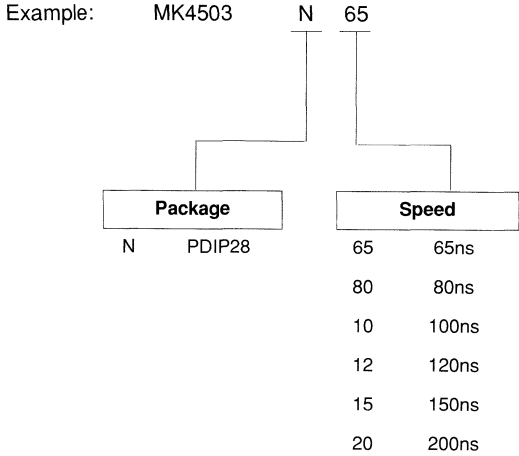 Example: MK4503 N 65
Package Speed
N PDIP28 65 65ns
80 80ns
10 100ns
12 120ns
15 150ns
20 200ns